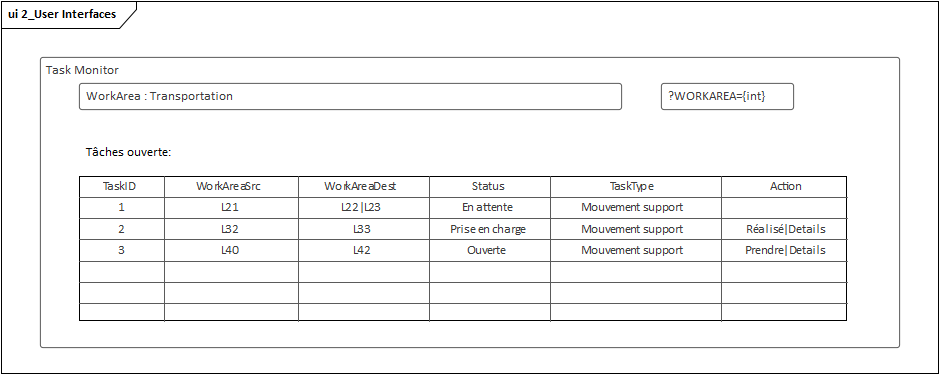 ui 2_User Interfaces
Task Monitor
WorkArea : Transportation ?WORKAREA={int}
Tâches ouverte:
TaskID WorkAreaSrc WorkAreaDest Status TaskType Action
1 L21 L22|L23 En attente Mouvement support
2 L32 L33 Prise en charge Mouvement support Réalisé|Details
3 L40 L42 Ouverte Mouvement support Prendre|Details